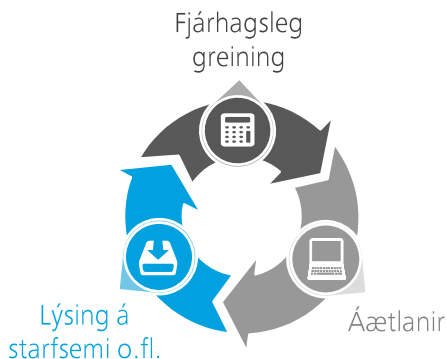 Fjárhagsleg
greining
Áætlanir
Lýsing á
starfsemi o.fl.